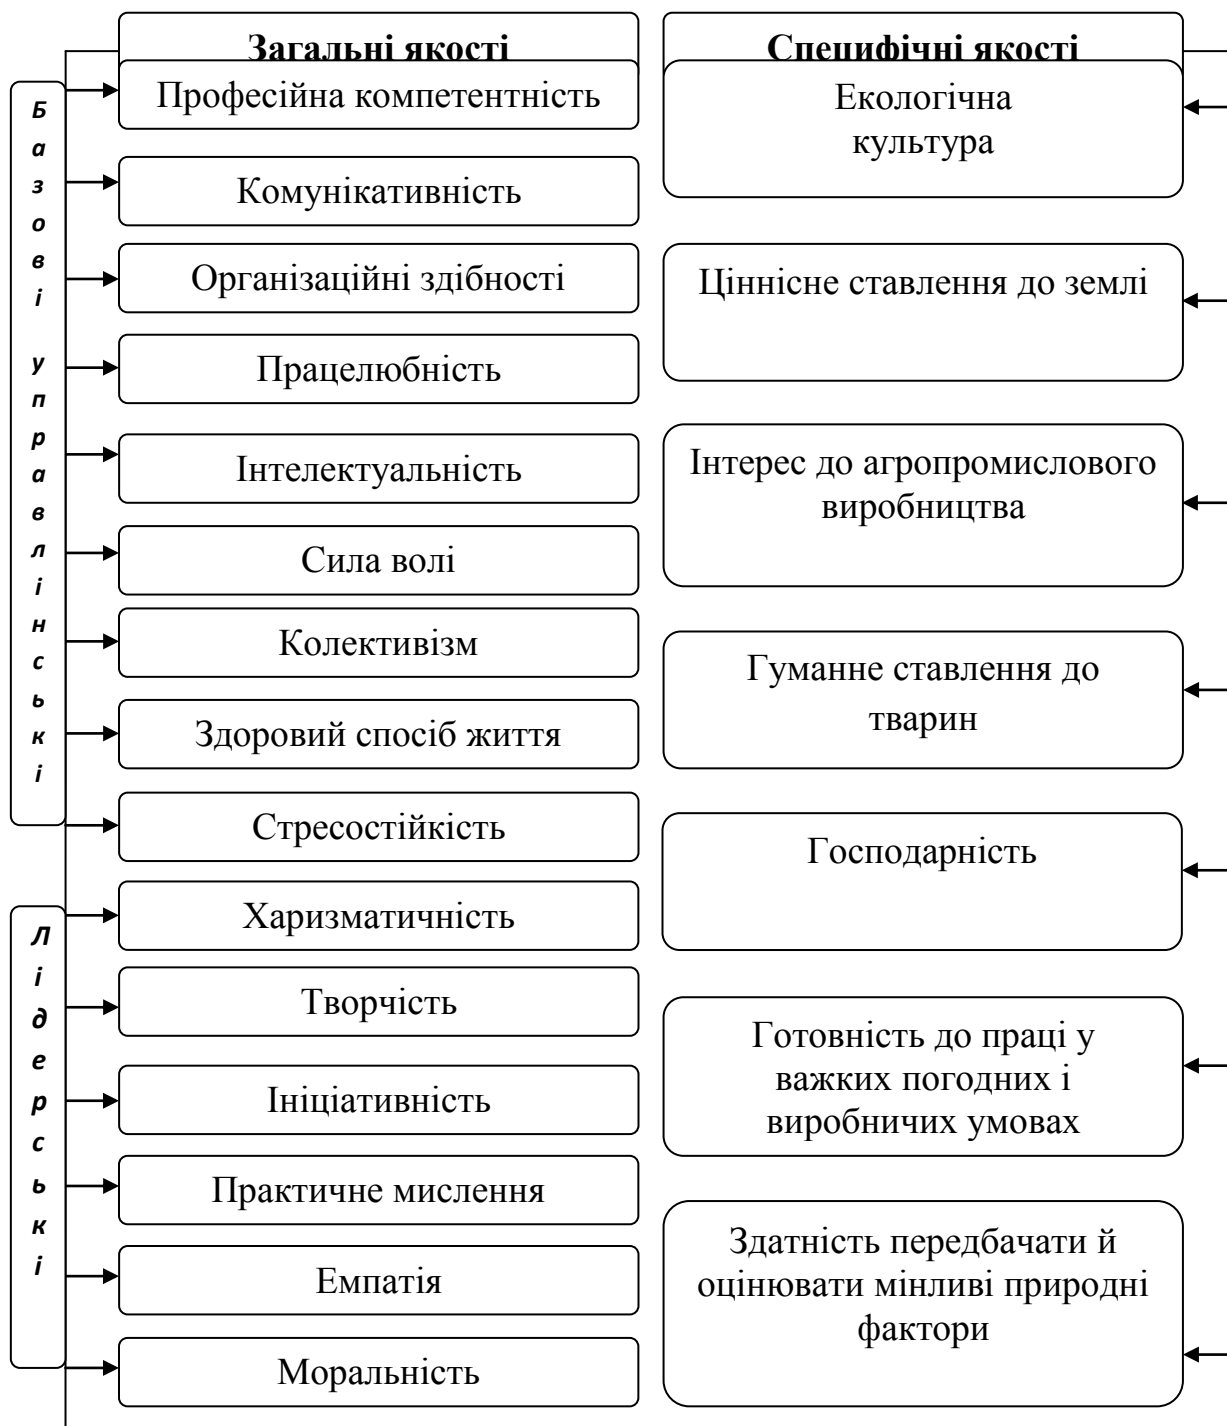 Загальні якості
Професійна компетентність
Комунікативність
Організаційні здібності
Працелюбність
Інтелектуальність
Сила волі
Колективізм
Здоровий спосіб життя
Стресостійкість
Харизматичність
Творчість
Ініціативність
Практичне мислення
Емпатія
Моральність
Базові управлінські
Лідерські
Специфічні якості
Екологічна
культура
Ціннісне ставлення до землі
Інтерес до агропромислового
виробництва
Гуманне ставлення до
тварин
Господарність
Готовність до праці у
важких погодних і
виробничих умовах
Здатність передбачати й
оцінювати мінливі природні
фактори